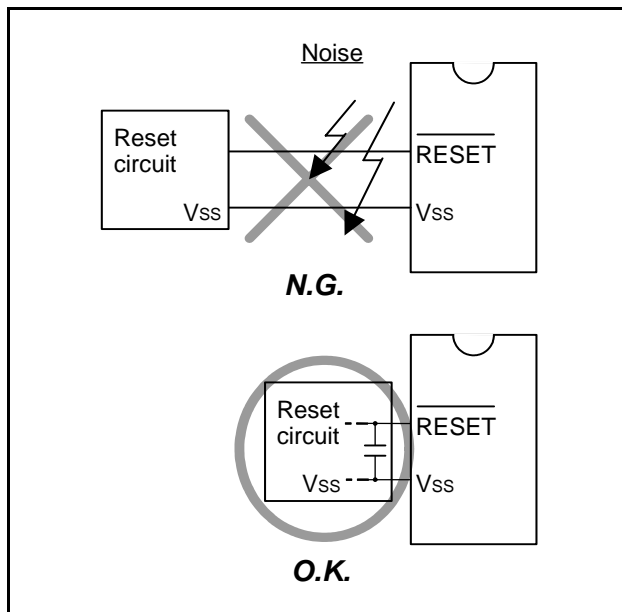 Noise
Reset
circuit
RESET
Vss
Vss
N.G.
Reset
circuit
RESET
Vss
Vss
O.K.